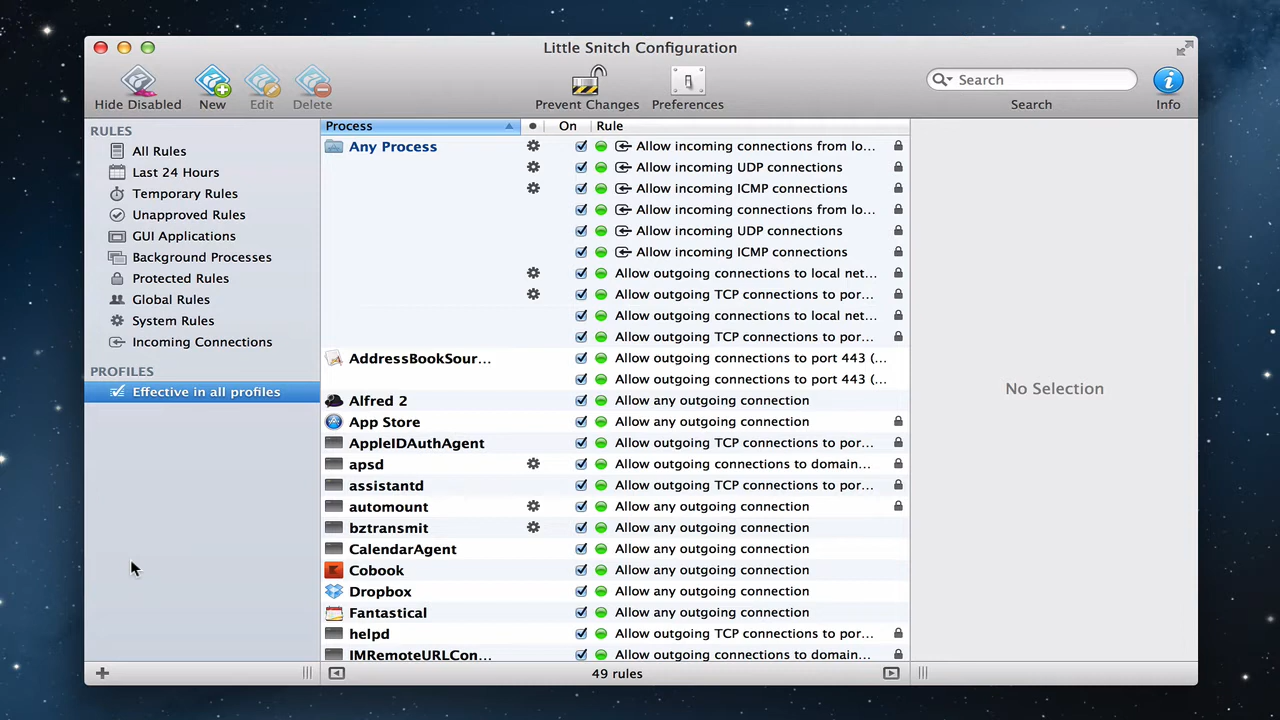 Little Snitch Configuration
Hide Disabled
New
Edit
Delete
Prevent Changes
Preferences
Search
Search
Info
RULES
All Rules
Last 24 Hours
Temporary Rules
Unapproved Rules
GUI Applications
Background Processes
Protected Rules
Global Rules
System Rules
Incoming Connections
PROFILES
Effective in all profiles
Process On Rule
Any Process Allow incoming connections from lo...
Allow incoming UDP connections
Allow incoming ICMP connections
Allow incoming connections from lo...
Allow incoming UDP connections
Allow incoming ICMP connections
Allow outgoing connections to local net...
Allow outgoing TCP connections to por...
Allow outgoing connections to local net...
Allow outgoing TCP connections to por...
AddressBookSour... Allow outgoing connections to port 443 (...
Allow outgoing connections to port 443 (...
Alfred 2 Allow any outgoing connection
App Store Allow any outgoing connection
AppleIDAuthAgent Allow outgoing TCP connections to por...
apsd Allow outgoing connections to domain...
assistantd Allow outgoing TCP connections to por...
automount Allow any outgoing connection
bztransmit Allow any outgoing connection
CalendarAgent Allow any outgoing connection
Cobook Allow any outgoing connection
Dropbox Allow any outgoing connection
Fantastical Allow any outgoing connection
helpd Allow outgoing TCP connections to por...
IMRemoteURLCon... Allow outgoing connections to domain...
49 rules
No Selection